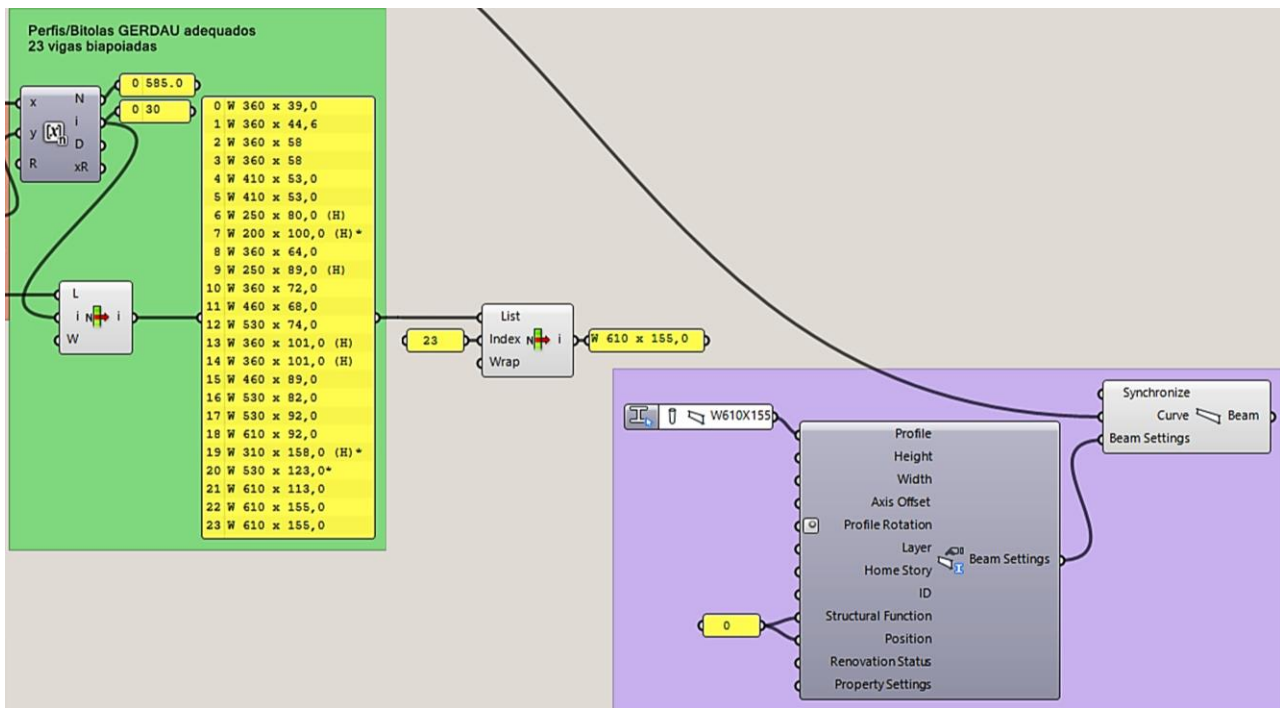 Perfis/Bitolas GERDAU adequados
23 vigas biapoiadas
x
y
R
[x]n
N
i
D
xR
0 585.0
0 30
0 W 360 x 39,0
1 W 360 x 44,6
2 W 360 x 58
3 W 360 x 58
4 W 410 x 53,0
5 W 410 x 53,0
6 W 250 x 80,0 (H)
7 W 200 x 100,0 (H)*
8 W 360 x 64,0
9 W 250 x 89,0 (H)
10 W 360 x 72,0
11 W 460 x 68,0
12 W 530 x 74,0
13 W 360 x 101,0 (H)
14 W 360 x 101,0 (H)
15 W 460 x 89,0
16 W 530 x 82,0
17 W 530 x 92,0
18 W 610 x 92,0
19 W 310 x 158,0 (H)*
20 W 530 x 123,0*
21 W 610 x 113,0
22 W 610 x 155,0
23 W 610 x 155,0
L
i N i
W
23
List
Index N i
Wrap
W 610 x 155,0
W610X155
Profile
Height
Width
Axis Offset
Profile Rotation
Layer
Home Story
ID
Structural Function
Position
Renovation Status
Property Settings
Beam Settings
0
Synchronize
Curve
Beam Settings
Beam